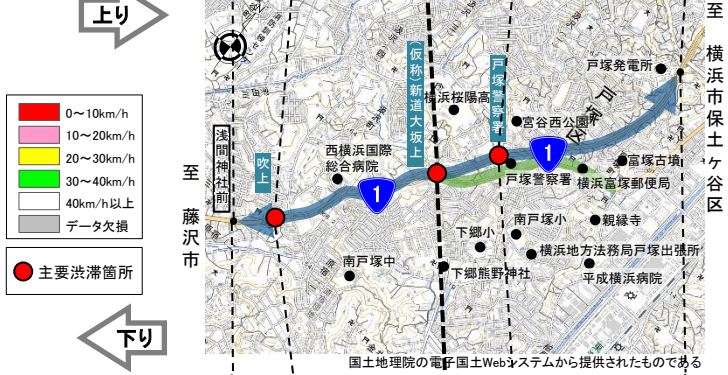 上り
0～10km/h
10～20km/h
20～30km/h
30～40km/h
40km/h以上
データ欠損
主要渋滞箇所
下り
至 藤沢市
浅間神社前
吹上
西横浜国際
総合病院
1
南戸塚中
(仮称)新道大坂上
横浜桜陽高
戸塚警察署
宮谷西公園
戸塚区
戸塚発電所
1
戸塚警察署
横浜富塚郵便局
富塚古墳
親縁寺
南戸塚小
下郷小
横浜地方法務局戸塚出張所
下郷熊野神社
平成横浜病院
至 横浜市保土ヶ谷区
国土地理院の電子国土Webシステムから提供されたものである